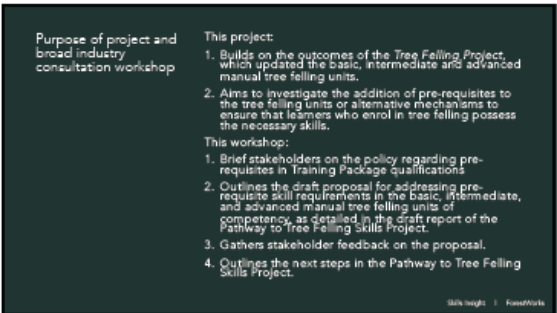 Purpose of project and
broad industry
consultation workshop
This project:
1. Builds on the outcomes of the Tree Felling Project,
which updated the basic, intermediate and advanced
manual tree felling units.
2. Aims to investigate the addition of pre-requisites to
the tree felling units or alternative mechanisms to
ensure that learners who enrol in tree felling possess
the necessary skills.
This workshop:
1. Brief stakeholders on the policy regarding pre-
requisites in Training Package qualifications
2. Outlines the draft proposal for addressing pre-
requisite skill requirements in the basic, intermediate,
and advanced manual tree felling units of
competency, as detailed in the draft report of the
Pathway to Tree Felling Skills Project.
3. Gathers stakeholder feedback on the proposal.
4. Outlines the next steps in the Pathway to Tree Felling
Skills Project.
Skills Insight | ForestWorks